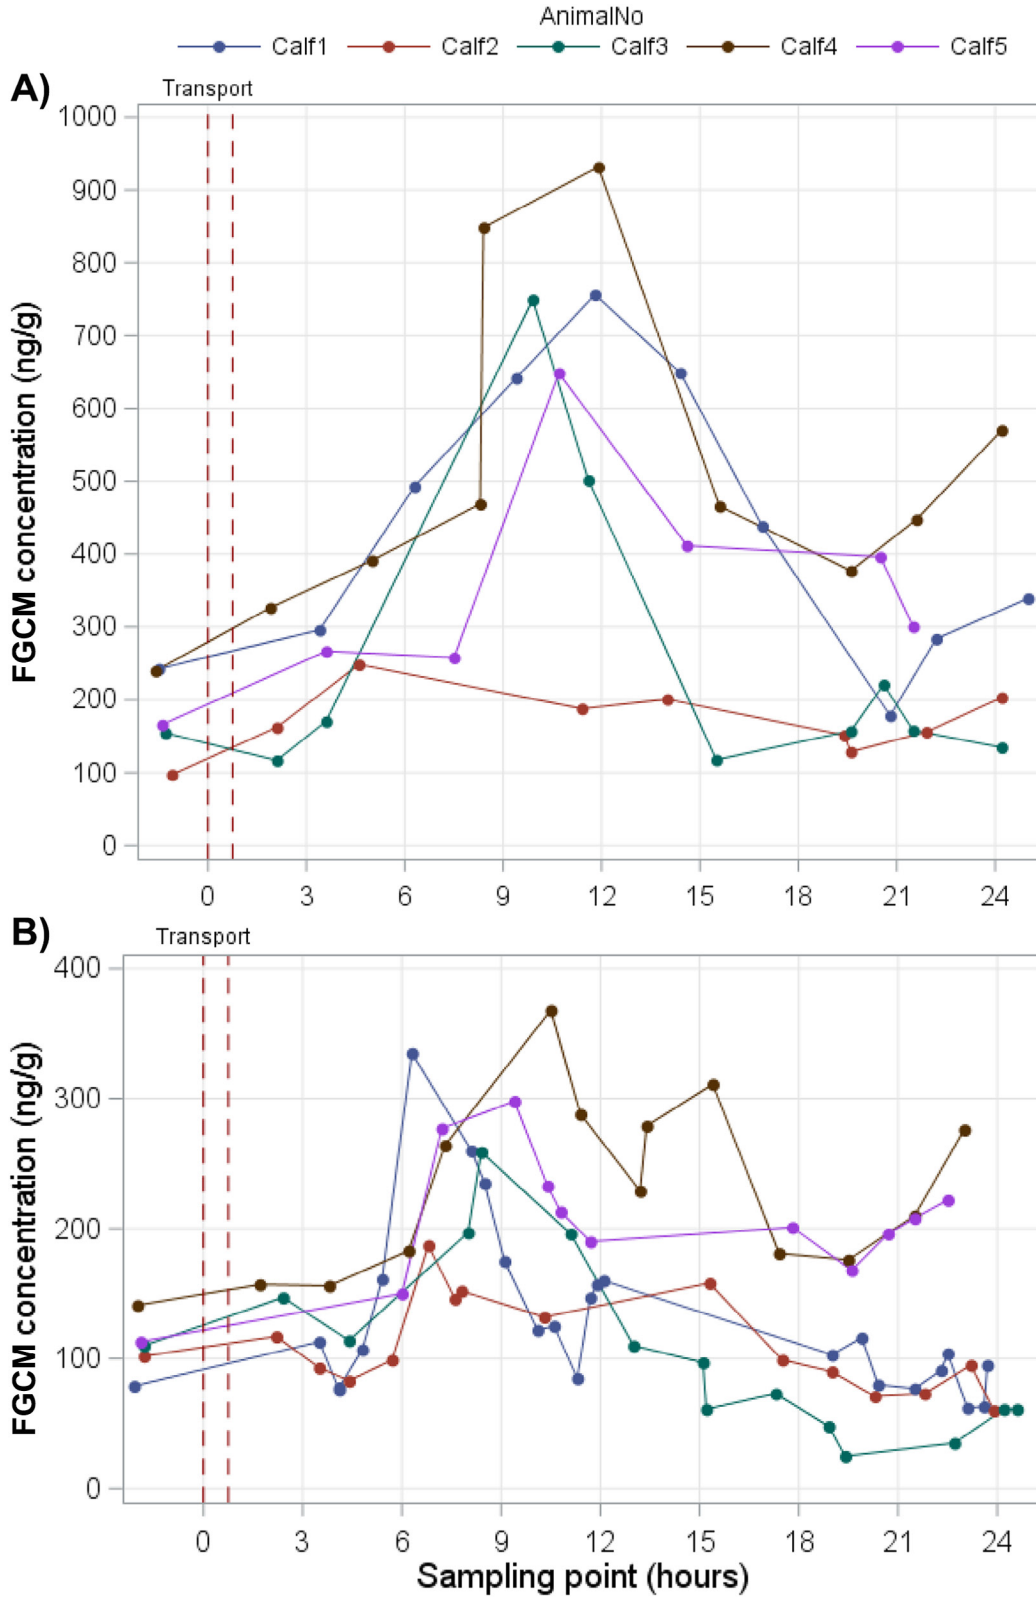 AnimalNo
Calf1 Calf2 Calf3 Calf4 Calf5
A)
Transport
1000
900
800
700
600
500
400
300
200
100
0
FGCM concentration (ng/g)
0 3 6 9 12 15 18 21 24
B)
Transport
400
300
200
100
0
FGCM concentration (ng/g)
0 3 6 9 12 15 18 21 24
Sampling point (hours)